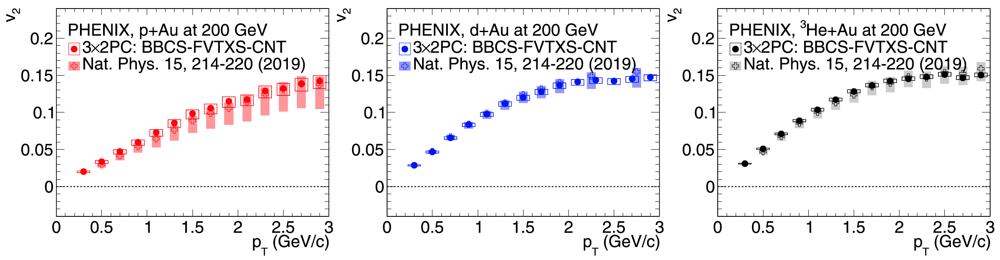 v2
PHENIX, p+Au at 200 GeV
3×2PC: BBCS-FVTXS-CNT
Nat. Phys. 15, 214-220 (2019)
0.2
0.15
0.1
0.05
0
0 0.5 1 1.5 2 2.5 3
pT (GeV/c)
v2
PHENIX, d+Au at 200 GeV
3×2PC: BBCS-FVTXS-CNT
Nat. Phys. 15, 214-220 (2019)
0.2
0.15
0.1
0.05
0
0 0.5 1 1.5 2 2.5 3
pT (GeV/c)
v2
PHENIX, ³He+Au at 200 GeV
3×2PC: BBCS-FVTXS-CNT
Nat. Phys. 15, 214-220 (2019)
0.2
0.15
0.1
0.05
0
0 0.5 1 1.5 2 2.5 3
pT (GeV/c)